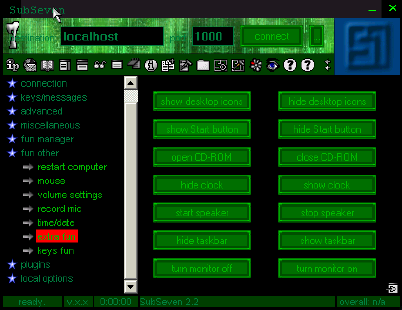 SubSeven
destination: localhost port: 1000 connect
ip
connection
keys/messages
advanced
miscellaneous
fun manager
fun other
restart computer
mouse
volume settings
record mic
time/date
extra fun
keys fun
plugins
local options
show desktop icons hide desktop icons
show Start button hide Start button
open CD-ROM close CD-ROM
hide clock show clock
start speaker stop speaker
hide taskbar show taskbar
turn monitor off turn monitor on
ready. v.x.x 0:00:00 SubSeven 2.2 overall: n/a